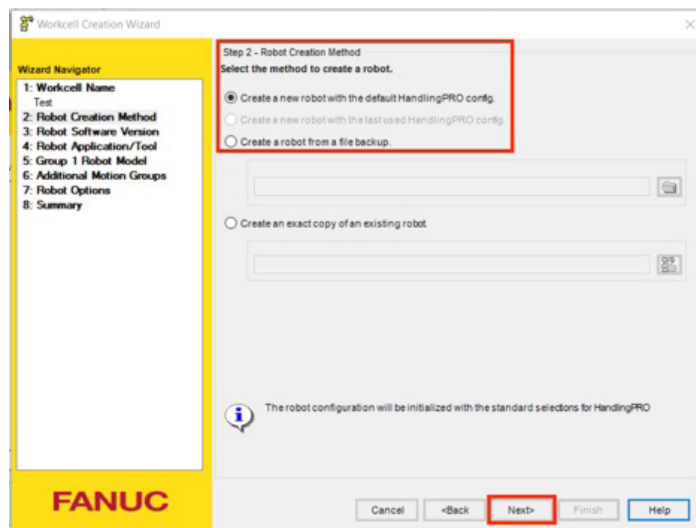 Workcell Creation Wizard
Wizard Navigator
1: Workcell Name
Test
2: Robot Creation Method
3: Robot Software Version
4: Robot Application/Tool
5: Group 1 Robot Model
6: Additional Motion Groups
7: Robot Options
8: Summary
FANUC
Step 2 - Robot Creation Method
Select the method to create a robot.
Create a new robot with the default HandlingPRO config.
Create a new robot with the last used HandlingPRO config.
Create a robot from a file backup.
Create an exact copy of an existing robot.
The robot configuration will be initialized with the standard selections for HandlingPRO
Cancel <Back Next> Finish Help